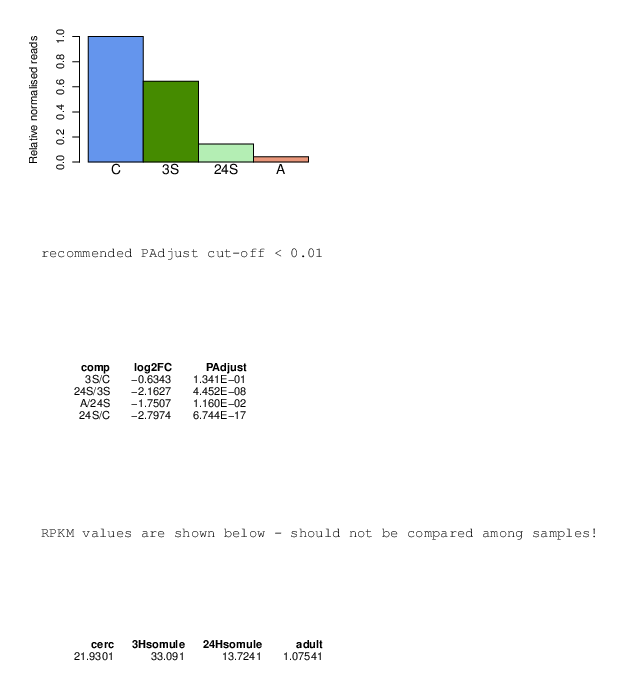 Relative normalised reads
1.0
0.8
0.6
0.4
0.2
0.0
C 3S 24S A
recommended PAdjust cut-off < 0.01
comp log2FC PAdjust
3S/C −0.6343 1.341E−01
24S/3S −2.1627 4.452E−08
A/24S −1.7507 1.160E−02
24S/C −2.7974 6.744E−17
RPKM values are shown below - should not be compared among samples!
cerc 3Hsomule 24Hsomule adult
21.9301 33.091 13.7241 1.07541